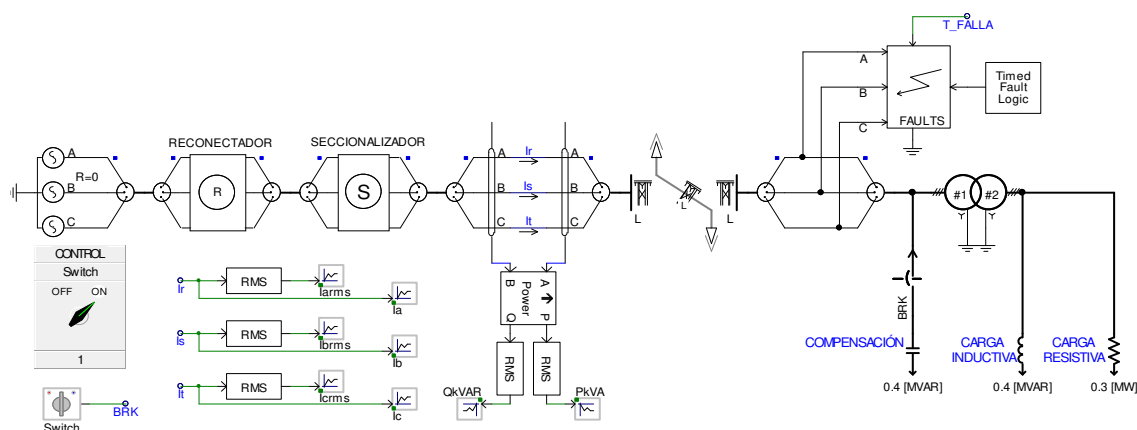 T_FALLA
A
B
C
Timed
Fault
Logic
FAULTS
RECONECTADOR
SECCIONALIZADOR
A
R=0
B
C
R
S
A
Ir
A
B
Is
B
C
It
C
L
L
L
#1
#2
CONTROL
Switch
OFF
ON
1
Switch
BRK
Ir
RMS
Iarms
Ia
Is
RMS
Ibrms
Ib
It
RMS
Icrms
Ic
B
A
Power
Q
P
RMS
RMS
QkVAR
PkVA
BRK
COMPENSACIÓN
CARGA
INDUCTIVA
CARGA
RESISTIVA
0.4 [MVAR]
0.4 [MVAR]
0.3 [MW]